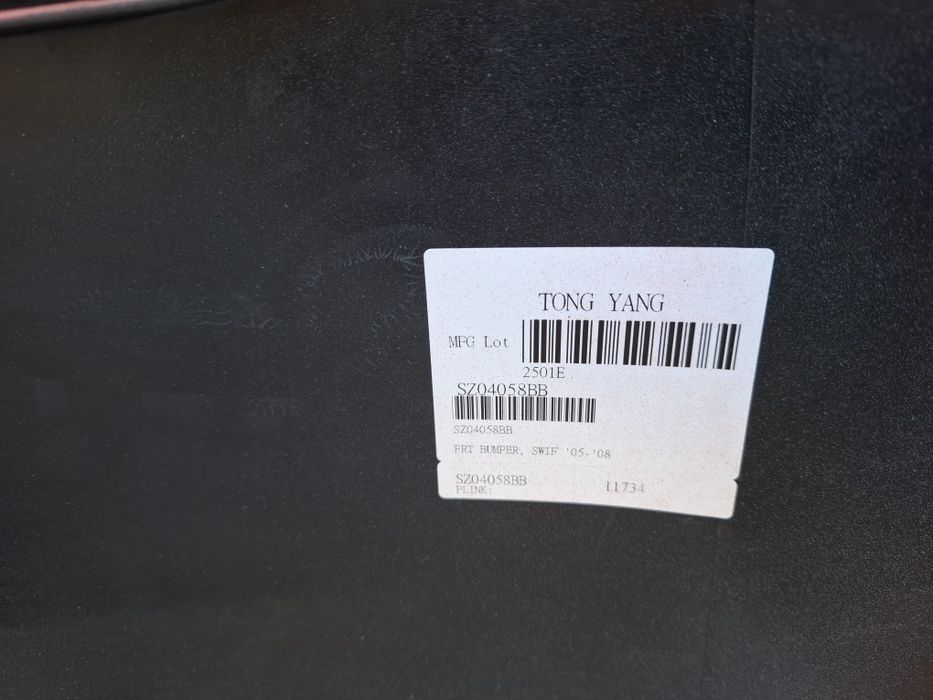 TONG YANG
MFG Lot
2501E
SZ04058BB
SZ04058BB
FRT BUMPER, SWIF '05-'08
SZ04058BB 11734
PLINK: